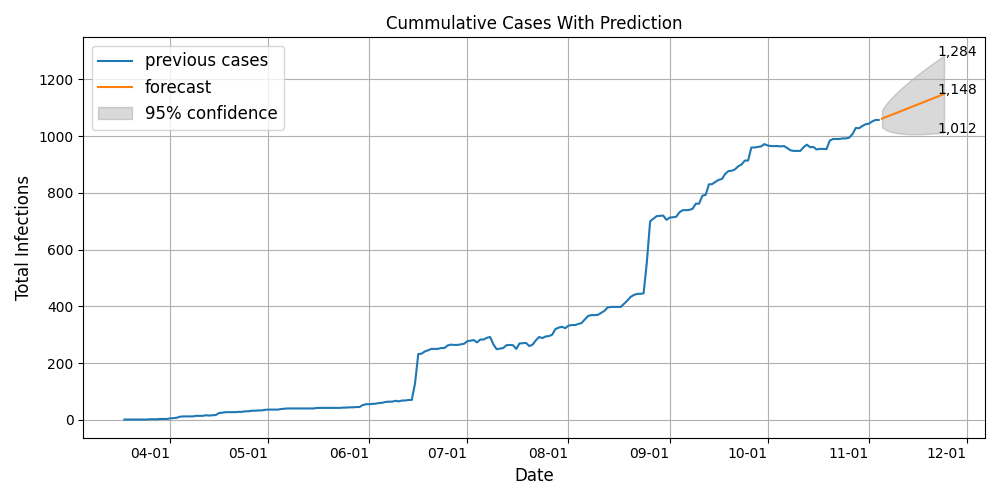 Cummulative Cases With Prediction
previous cases
forecast
95% confidence
1,284
1,148
1,012
1200
1000
800
600
400
200
0
Total Infections
04-01 05-01 06-01 07-01 08-01 09-01 10-01 11-01 12-01
Date